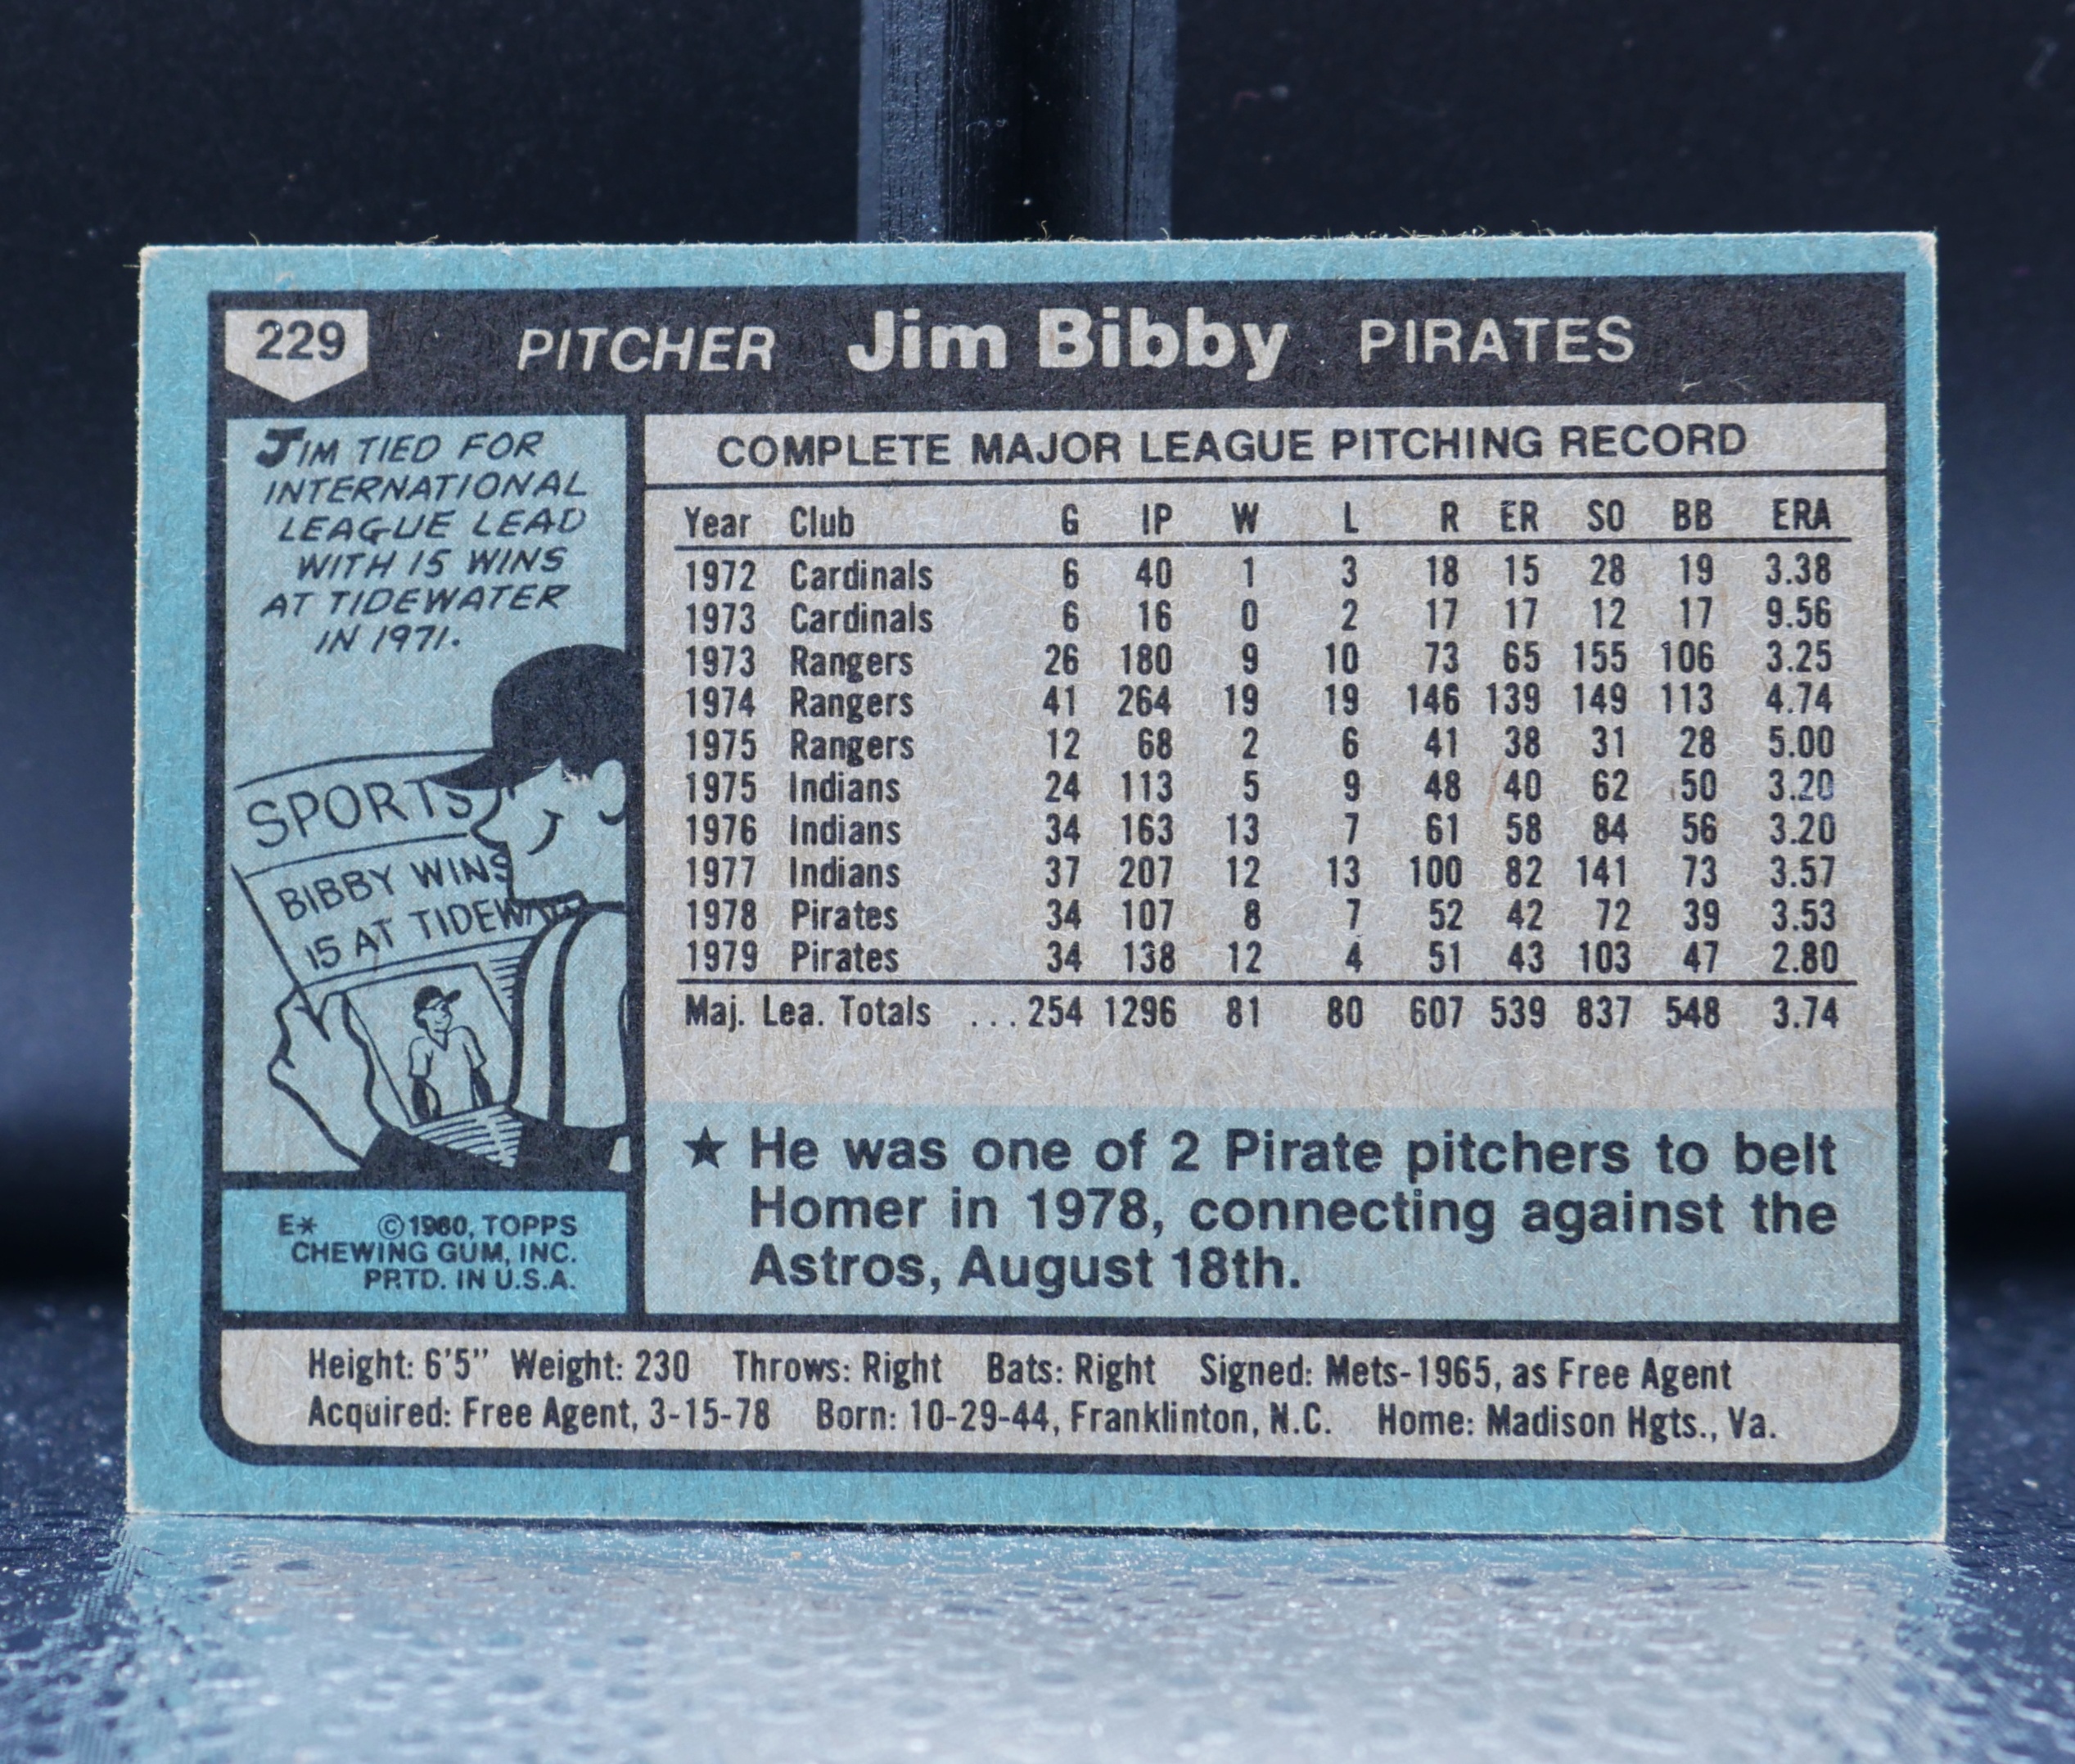 229 PITCHER Jim Bibby PIRATES
JIM TIED FOR
INTERNATIONAL
LEAGUE LEAD
WITH 15 WINS
AT TIDEWATER
IN 1971.
SPORTS
BIBBY WINS
15 AT TIDEWATER
E* ©1980, TOPPS
CHEWING GUM, INC.
PRTD. IN U.S.A.
COMPLETE MAJOR LEAGUE PITCHING RECORD
Year Club G IP W L R ER SO BB ERA
1972 Cardinals 6 40 1 3 18 15 28 19 3.38
1973 Cardinals 6 16 0 2 17 17 12 17 9.56
1973 Rangers 26 180 9 10 73 65 155 106 3.25
1974 Rangers 41 264 19 19 146 139 149 113 4.74
1975 Rangers 12 68 2 6 41 38 31 28 5.00
1975 Indians 24 113 5 9 48 40 62 50 3.20
1976 Indians 34 163 13 7 61 58 84 56 3.20
1977 Indians 37 207 12 13 100 82 141 73 3.57
1978 Pirates 34 107 8 7 52 42 72 39 3.53
1979 Pirates 34 138 12 4 51 43 103 47 2.80
Maj. Lea. Totals ...254 1296 81 80 607 539 837 548 3.74
★ He was one of 2 Pirate pitchers to belt
Homer in 1978, connecting against the
Astros, August 18th.
Height: 6'5" Weight: 230 Throws: Right Bats: Right Signed: Mets-1965, as Free Agent
Acquired: Free Agent, 3-15-78 Born: 10-29-44, Franklinton, N.C. Home: Madison Hgts., Va.